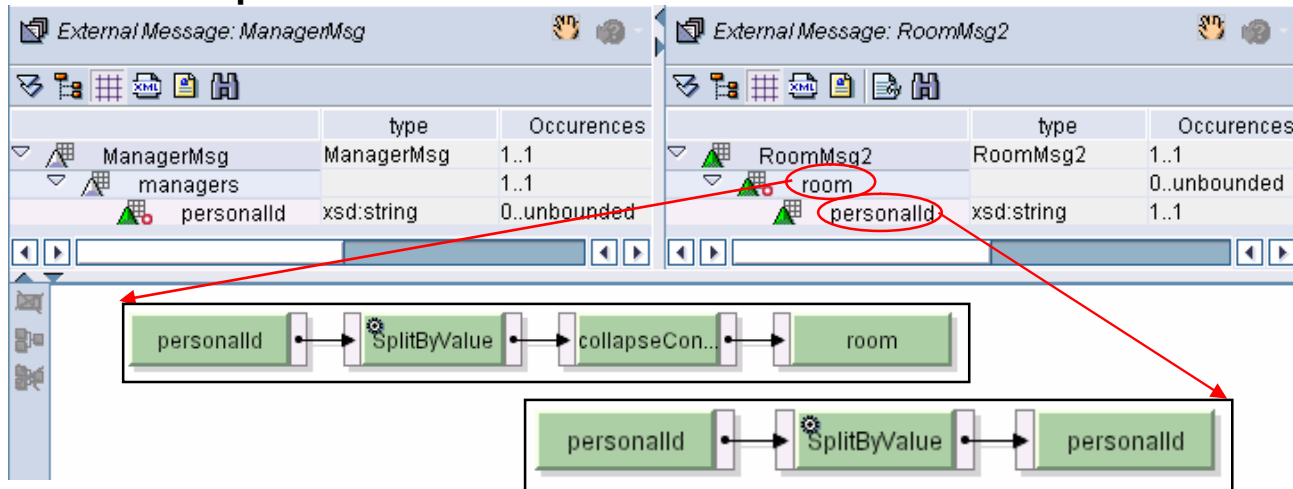 External Message: ManagerMsg
External Message: RoomMsg2
XML
XML
type Occurences
type Occurences
ManagerMsg ManagerMsg 1..1
RoomMsg2 RoomMsg2 1..1
managers 1..1
room 0..unbounded
personalId xsd:string 0..unbounded
personalId xsd:string 1..1
personalId SplitByValue collapseCon... room
personalId SplitByValue personalId